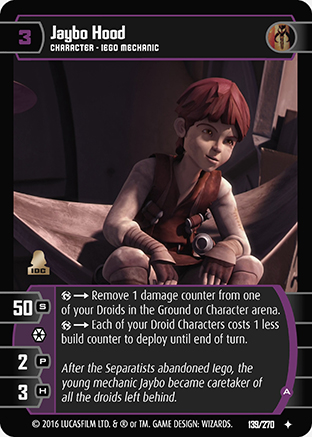 3
Jaybo Hood
CHARACTER - IEGO MECHANIC
IDC
50 S
2 P
3 H
→ Remove 1 damage counter from one
of your Droids in the Ground or Character arena.
→ Each of your Droid Characters costs 1 less
build counter to deploy until end of turn.
After the Separatists abandoned Iego, the
young mechanic Jaybo became caretaker of
all the droids left behind.
A
© 2016 LUCASFILM LTD. & ® or TM. GAME DESIGN: WIZARDS. 139/270